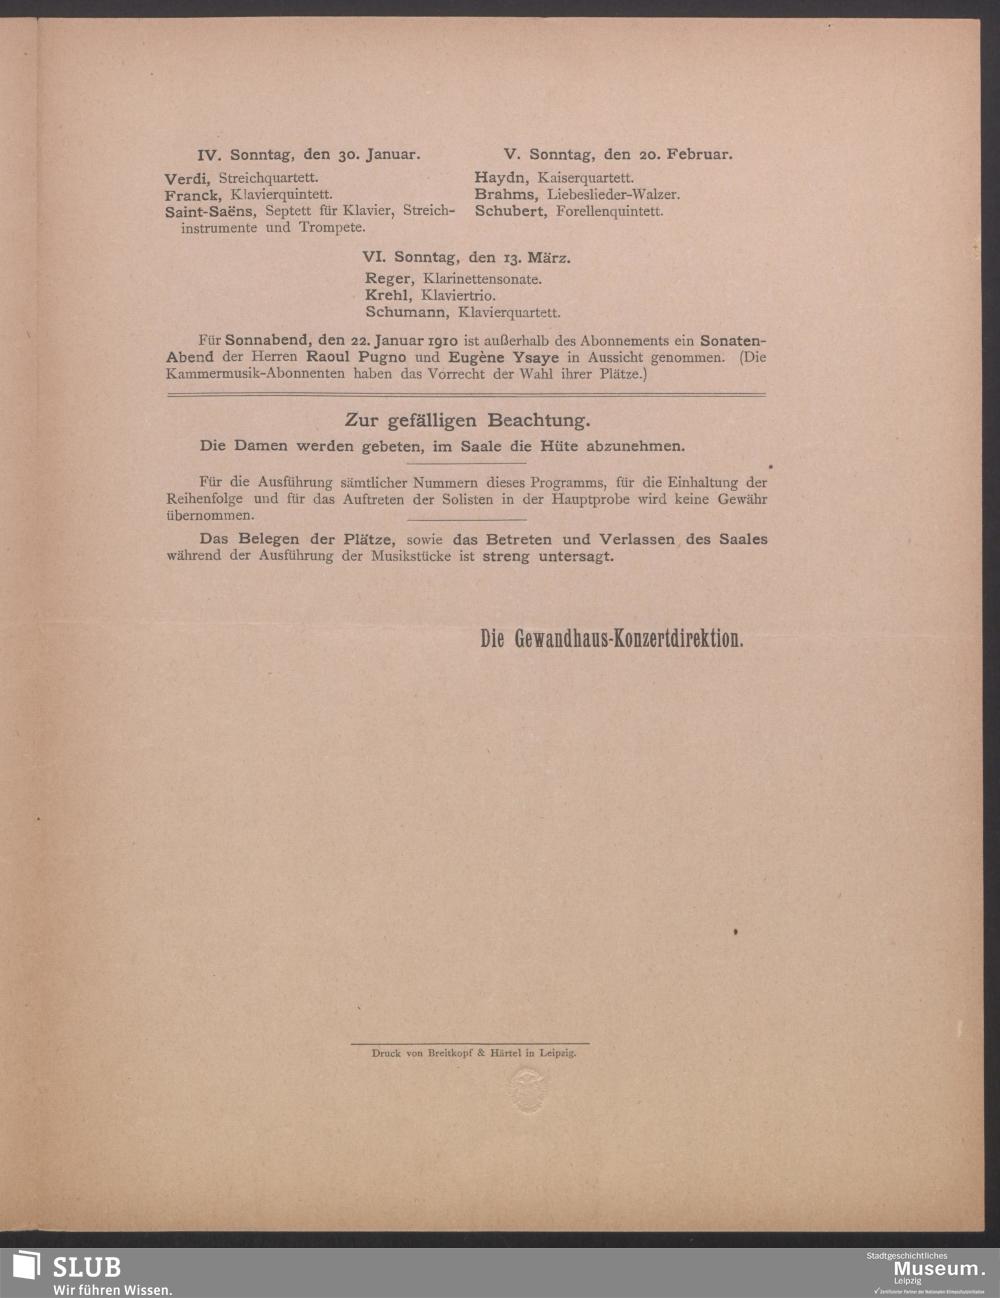 IV. Sonntag, den 30. Januar.
Verdi, Streichquartett.
Franck, Klavierquintett.
Saint-Saëns, Septett für Klavier, Streich-
instrumente und Trompete.
V. Sonntag, den 20. Februar.
Haydn, Kaiserquartett.
Brahms, Liebeslieder-Walzer.
Schubert, Forellenquintett.
VI. Sonntag, den 13. März.
Reger, Klarinettensonate.
Krehl, Klaviertrio.
Schumann, Klavierquartett.
Für Sonnabend, den 22. Januar 1910 ist außerhalb des Abonnements ein Sonaten-
Abend der Herren Raoul Pugno und Eugène Ysaye in Aussicht genommen. (Die
Kammermusik-Abonnenten haben das Vorrecht der Wahl ihrer Plätze.)
Zur gefälligen Beachtung.
Die Damen werden gebeten, im Saale die Hüte abzunehmen.
Für die Ausführung sämtlicher Nummern dieses Programms, für die Einhaltung der
Reihenfolge und für das Auftreten der Solisten in der Hauptprobe wird keine Gewähr
übernommen.
Das Belegen der Plätze, sowie das Betreten und Verlassen des Saales
während der Ausführung der Musikstücke ist streng untersagt.
Die Gewandhaus-Konzertdirektion.
Druck von Breitkopf & Härtel in Leipzig.
SLUB
Wir führen Wissen.
Stadtgeschichtliches
Museum.
Leipzig
Zertifizierter Partner der Nationalen Klimaschutzinitiative